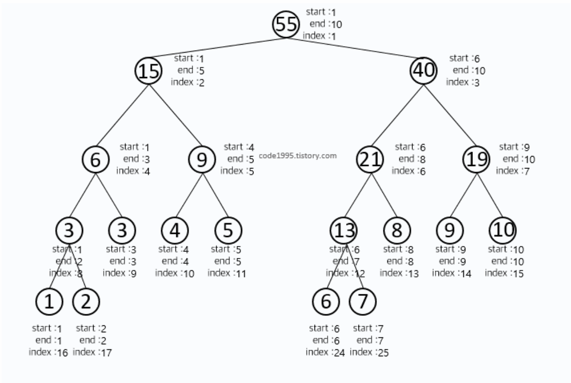 55
start :1
end :10
index :1
15
start :1
end :5
index :2
40
start :6
end :10
index :3
6
start :1
end :3
index :4
9
start :4
end :5
index :5
code1995.tistory.com
21
start :6
end :8
index :6
19
start :9
end :10
index :7
3
start :1
end :2
index :8
3
start :3
end :3
index :9
4
start :4
end :4
index :10
5
start :5
end :5
index :11
13
start :6
end :7
index :12
8
start :8
end :8
index :13
9
start :9
end :9
index :14
10
start :10
end :10
index :15
1
start :1
end :1
index :16
2
start :2
end :2
index :17
6
start :6
end :6
index :24
7
start :7
end :7
index :25